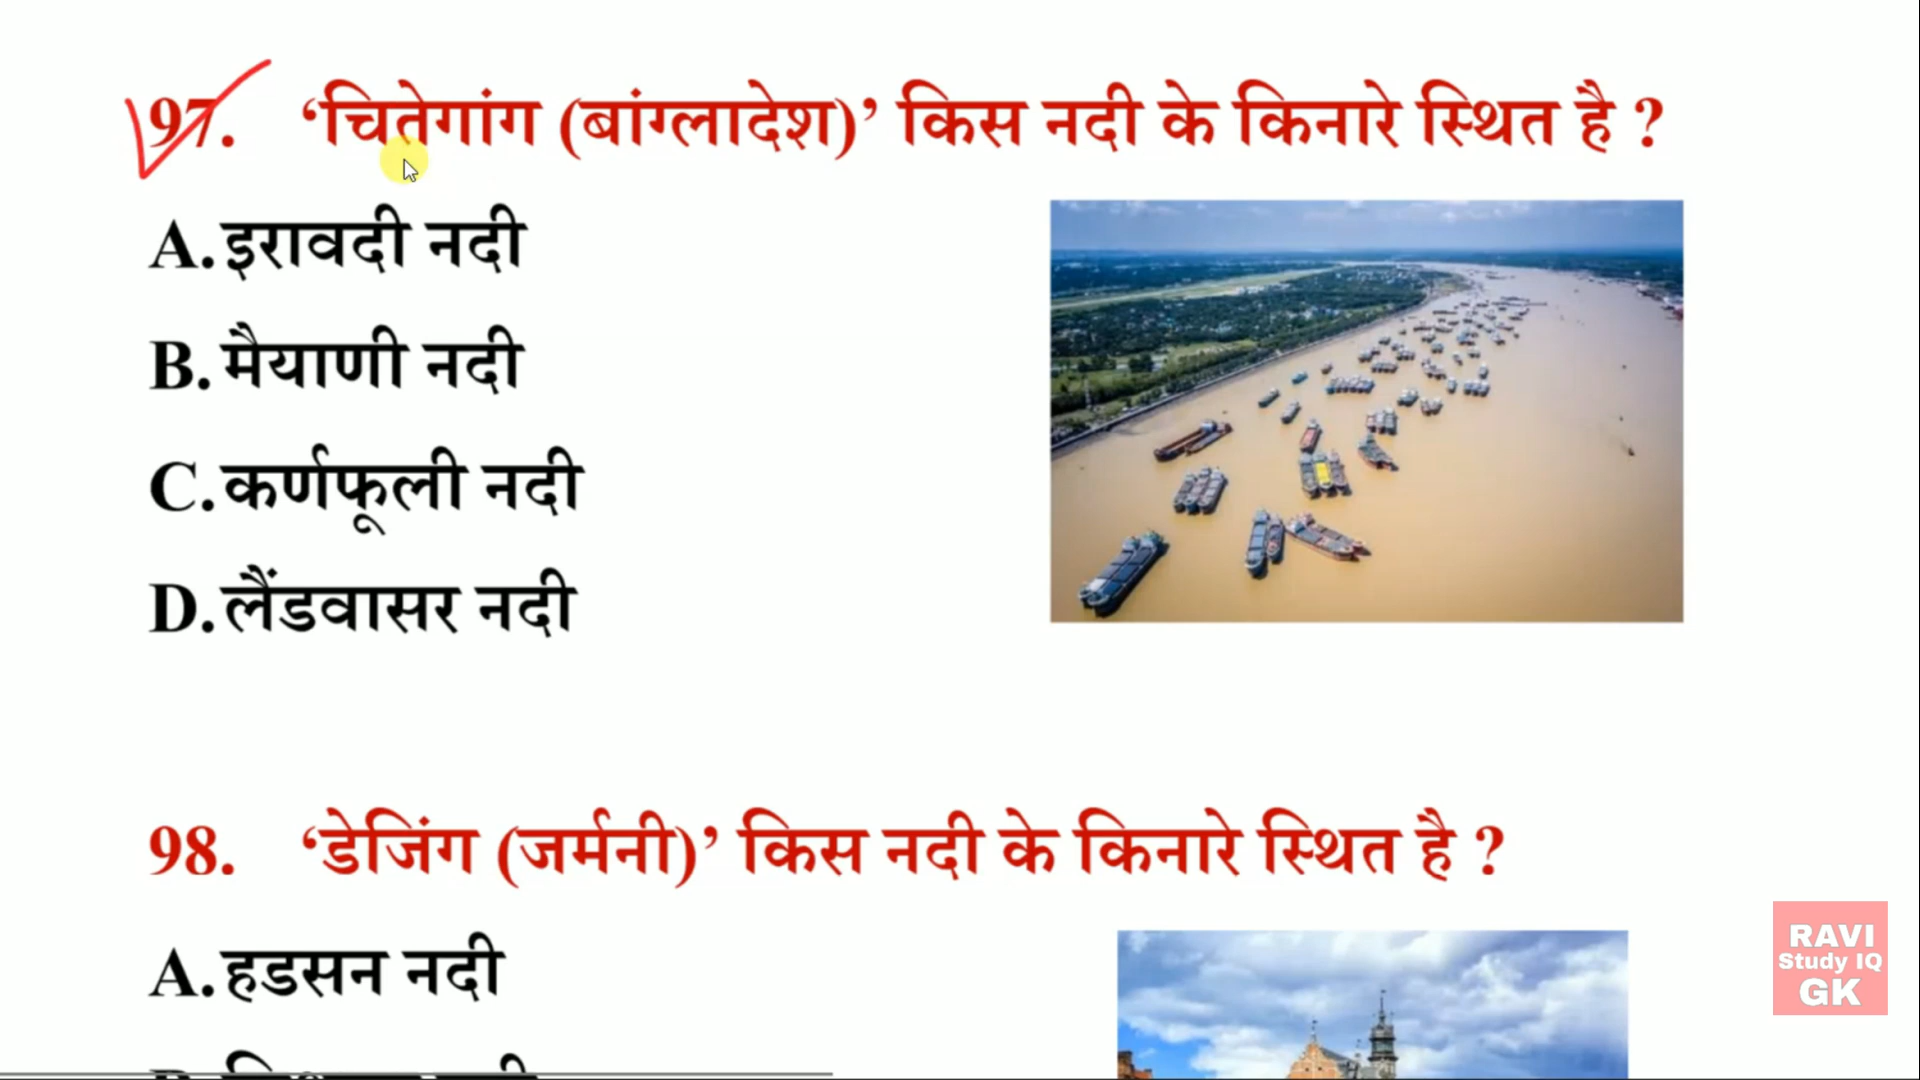 97. ‘चितेगांग (बांग्लादेश)’ किस नदी के किनारे स्थित है ?
A. इरावदी नदी
B. मैयाणी नदी
C. कर्णफूली नदी
D. लैंडवासर नदी
98. ‘डेजिंग (जर्मनी)’ किस नदी के किनारे स्थित है ?
A. हडसन नदी
RAVI
Study IQ
GK